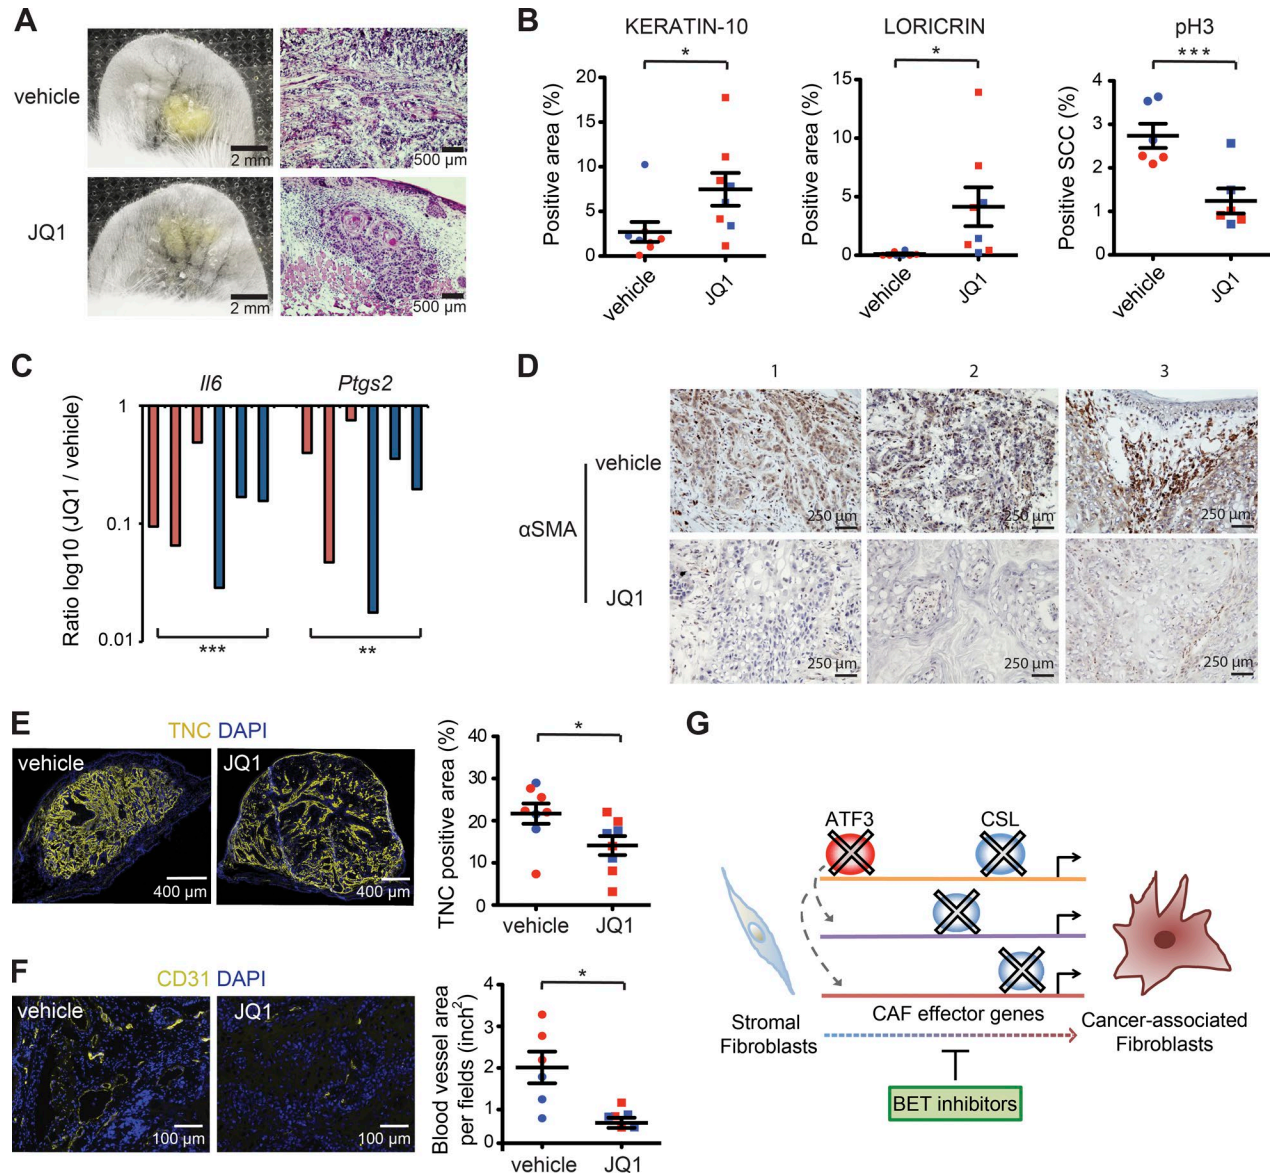 A
vehicle
2 mm
500 µm
JQ1
2 mm
500 µm
B
KERATIN-10
*
Positive area (%)
20
15
10
5
0
vehicle
JQ1
LORICRIN
*
Positive area (%)
15
10
5
0
vehicle
JQ1
pH3
***
Positive SCC (%)
4
3
2
1
0
vehicle
JQ1
C
Il6
Ptgs2
Ratio log10 (JQ1 / vehicle)
1
0.1
0.01
***
**
D
1
2
3
αSMA
vehicle
250 µm
250 µm
250 µm
JQ1
250 µm
250 µm
250 µm
E
TNC DAPI
vehicle
400 µm
JQ1
400 µm
*
TNC positive area (%)
40
30
20
10
0
vehicle
JQ1
F
CD31 DAPI
vehicle
100 µm
JQ1
100 µm
*
Blood vessel area
per fields (inch²)
4
3
2
1
0
vehicle
JQ1
G
ATF3
CSL
CAF effector genes
Stromal
Fibroblasts
Cancer-associated
Fibroblasts
BET inhibitors